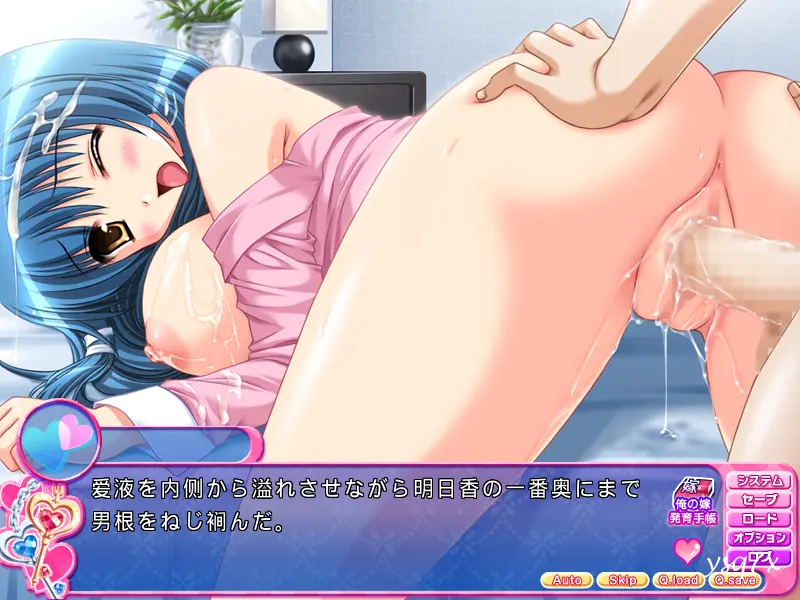 愛液を内側から溢れさせながら明日香の一番奥にまで
男根をねじ裥んだ。
嫁
俺の嫁
発育手帳
システム
セーブ
ロード
オプション
Auto
Skip
Q.load
Q.save